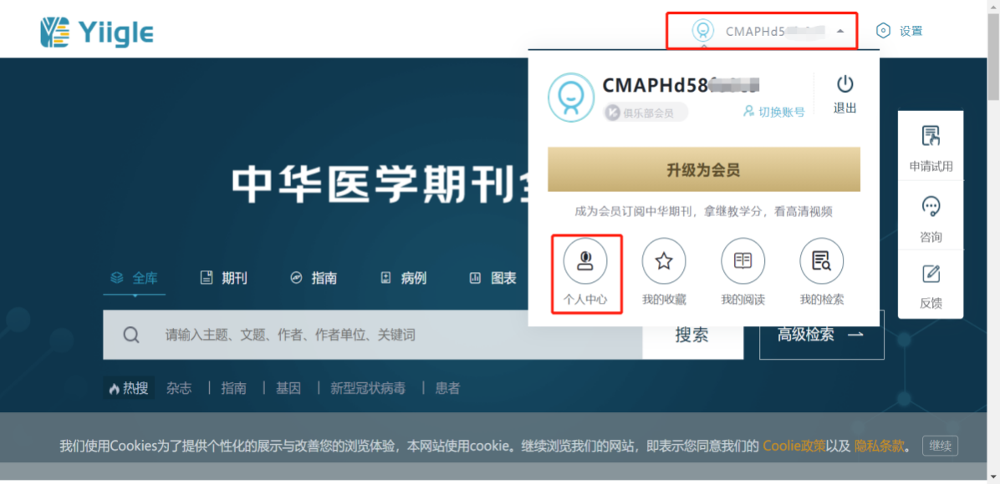 Yiigle
CMAPHd5
设置
CMAPHd58
俱乐部会员
切换账号
退出
升级为会员
成为会员订阅中华期刊，拿继教学分，看高清视频
个人中心
我的收藏
我的阅读
我的检索
申请试用
咨询
反馈
中华医学期刊
全库
期刊
指南
病例
图表
请输入主题、文题、作者、作者单位、关键词
搜索
高级检索
热搜
杂志 | 指南 | 基因 | 新型冠状病毒 | 患者
我们使用Cookies为了提供个性化的展示与改善您的浏览体验，本网站使用cookie。继续浏览我们的网站，即表示您同意我们的 Coolie政策以及 隐私条款。 继续